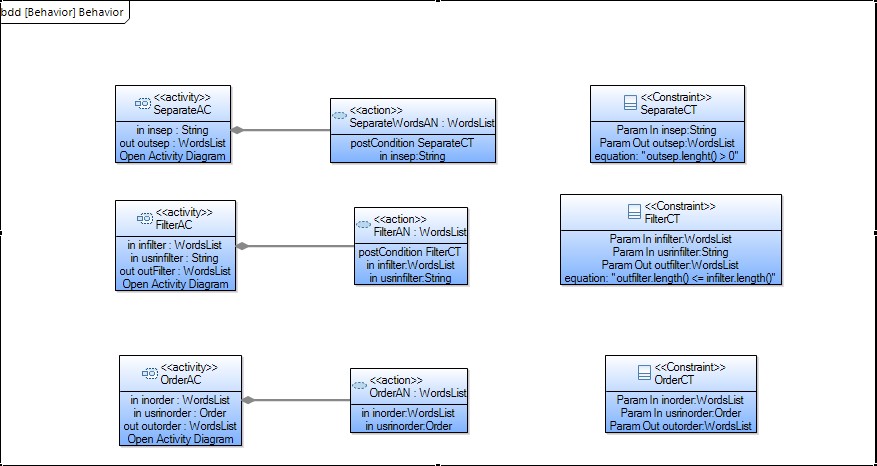 bdd [Behavior] Behavior
<<activity>>
SeparateAC
in insep : String
out outsep : WordsList
Open Activity Diagram
<<action>>
SeparateWordsAN : WordsList
postCondition SeparateCT
in insep:String
<<Constraint>>
SeparateCT
Param In insep:String
Param Out outsep:WordsList
equation: "outsep.lenght() > 0"
<<activity>>
FilterAC
in infilter : WordsList
in usrinfilter : String
out outFilter : WordsList
Open Activity Diagram
<<action>>
FilterAN : WordsList
postCondition FilterCT
in infilter:WordsList
in usrinfilter:String
<<Constraint>>
FilterCT
Param In infilter:WordsList
Param In usrinfilter:String
Param Out outfilter:WordsList
equation: "outfilter.length() <= infilter.length()"
<<activity>>
OrderAC
in inorder : WordsList
in usrinorder : Order
out outorder : WordsList
Open Activity Diagram
<<action>>
OrderAN : WordsList
in inorder:WordsList
in usrinorder:Order
<<Constraint>>
OrderCT
Param In inorder:WordsList
Param In usrinorder:Order
Param Out outorder:WordsList